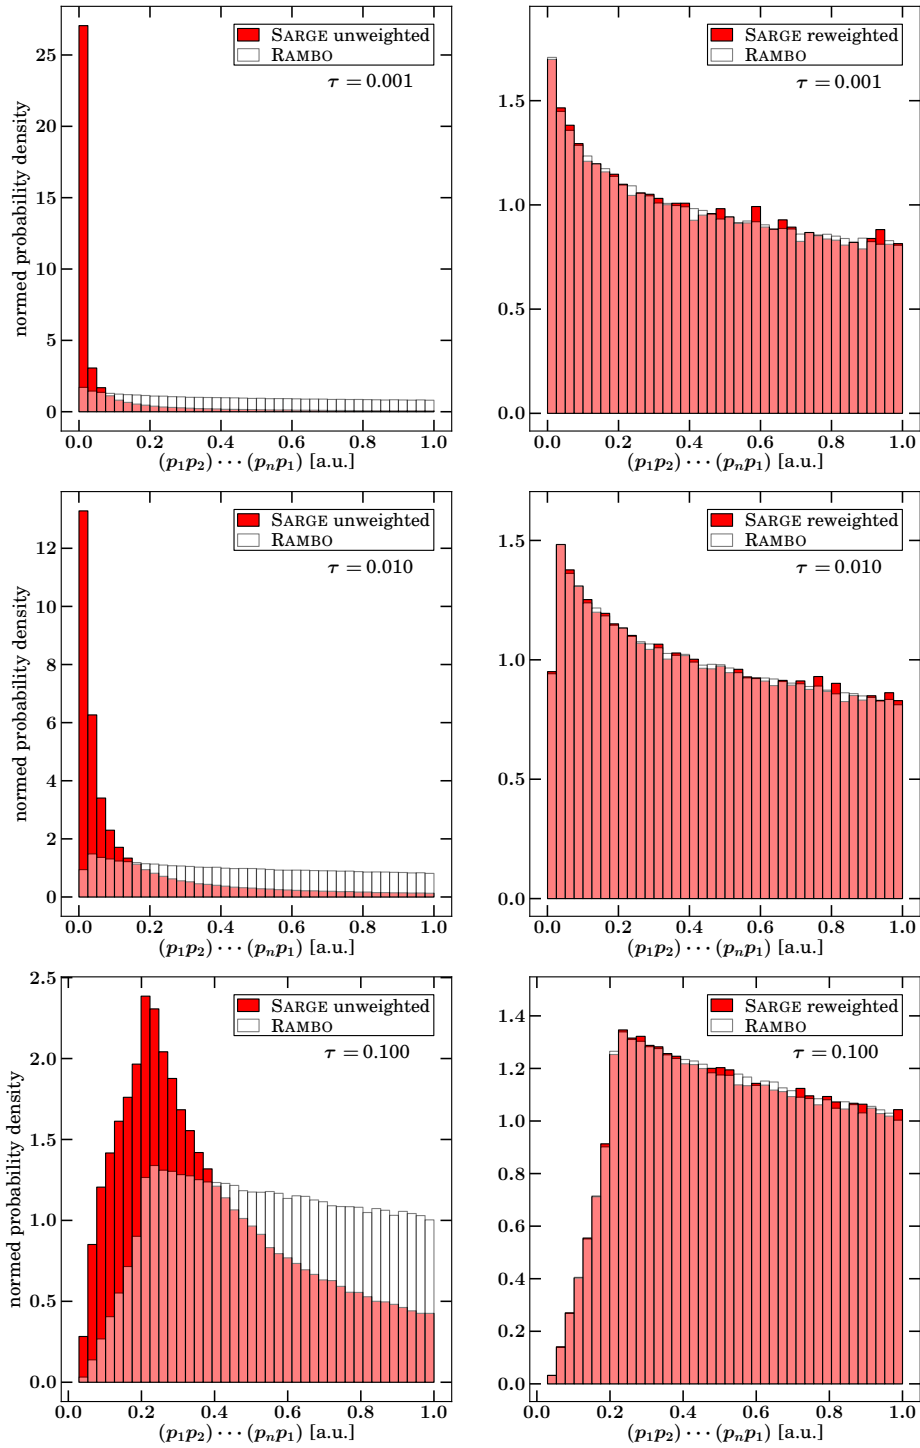 SARGE unweighted
RAMBO
τ = 0.001
normed probability density
25
20
15
10
5
0
0.0 0.2 0.4 0.6 0.8 1.0
(p₁p₂)⋯(pₙp₁) [a.u.]
SARGE reweighted
RAMBO
τ = 0.001
1.5
1.0
0.5
0.0
0.0 0.2 0.4 0.6 0.8 1.0
(p₁p₂)⋯(pₙp₁) [a.u.]
SARGE unweighted
RAMBO
τ = 0.010
normed probability density
12
10
8
6
4
2
0
0.0 0.2 0.4 0.6 0.8 1.0
(p₁p₂)⋯(pₙp₁) [a.u.]
SARGE reweighted
RAMBO
τ = 0.010
1.5
1.0
0.5
0.0
0.0 0.2 0.4 0.6 0.8 1.0
(p₁p₂)⋯(pₙp₁) [a.u.]
SARGE unweighted
RAMBO
τ = 0.100
normed probability density
2.5
2.0
1.5
1.0
0.5
0.0
0.0 0.2 0.4 0.6 0.8 1.0
(p₁p₂)⋯(pₙp₁) [a.u.]
SARGE reweighted
RAMBO
τ = 0.100
1.4
1.2
1.0
0.8
0.6
0.4
0.2
0.0
0.0 0.2 0.4 0.6 0.8 1.0
(p₁p₂)⋯(pₙp₁) [a.u.]